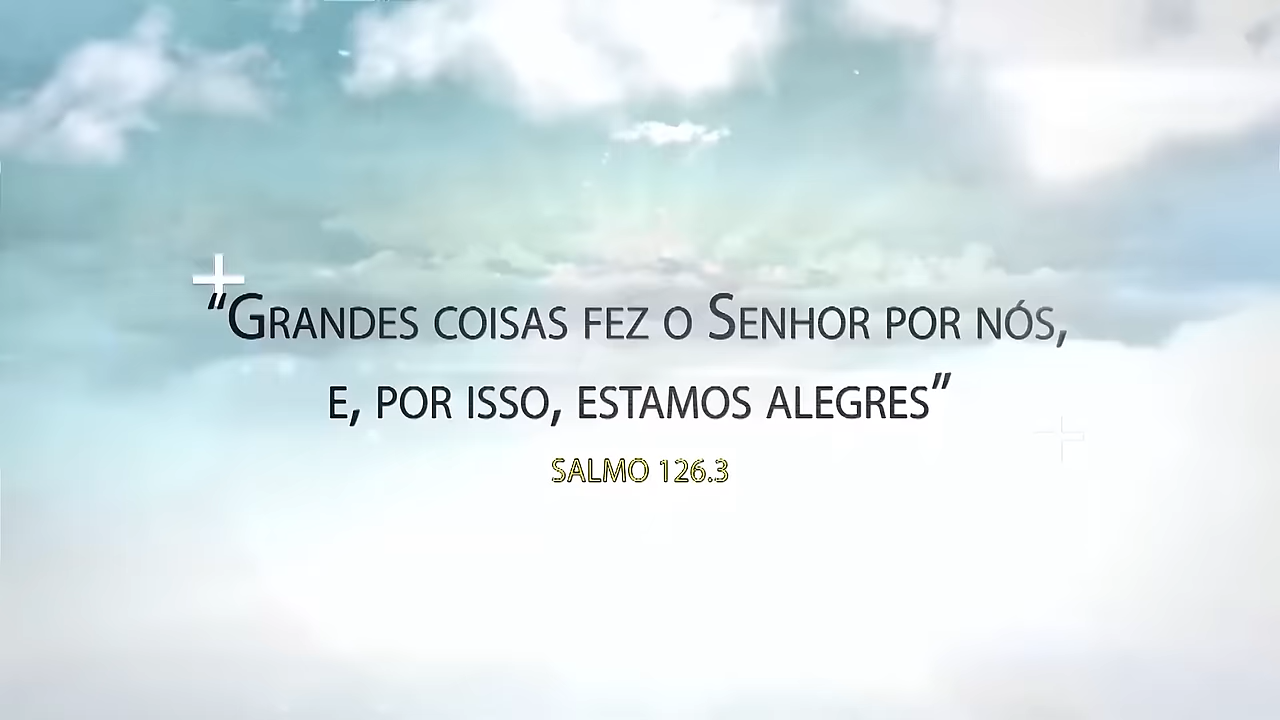 “Grandes coisas fez o Senhor por nós,
e, por isso, estamos alegres”
SALMO 126.3